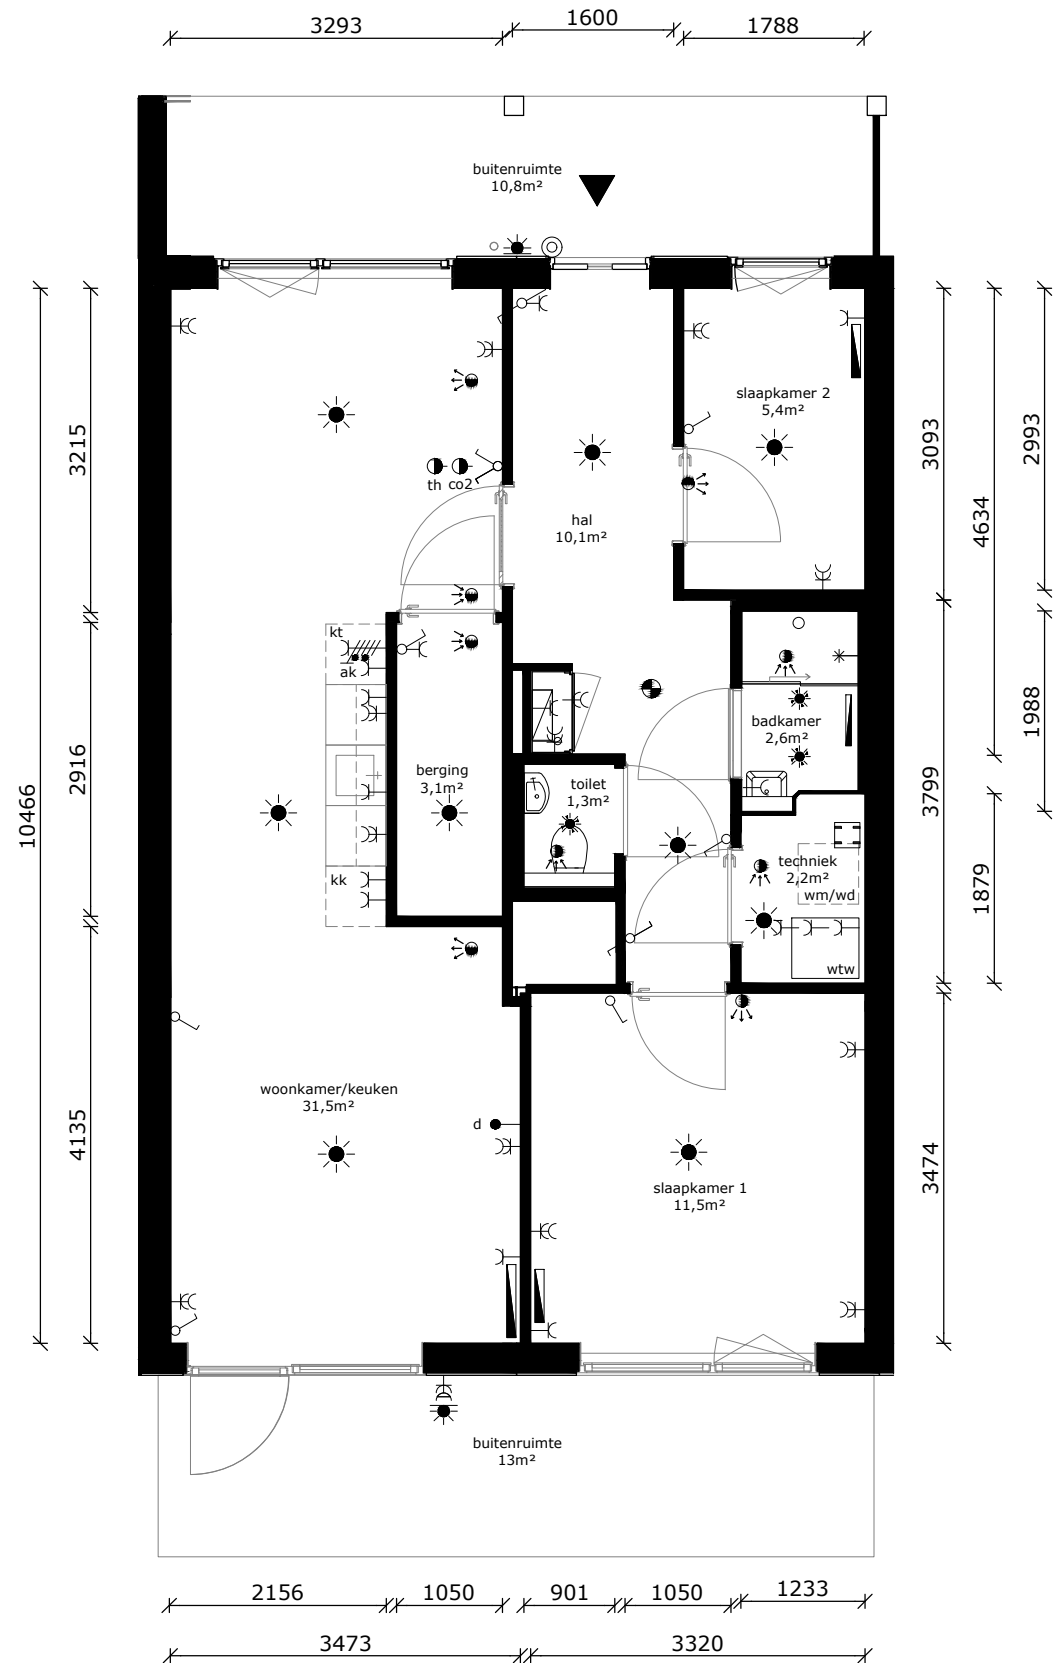 3293
1600
1788
buitenruimte
10,8m²
slaapkamer 2
5,4m²
th co2
hal
10,1m²
3215
3093
2993
4634
kt
ak
badkamer
2,6m²
berging
3,1m²
toilet
1,3m²
techniek
2,2m²
wm/wd
kk
wtw
10466
2916
3799
1988
1879
woonkamer/keuken
31,5m²
d
slaapkamer 1
11,5m²
4135
3474
buitenruimte
13m²
2156
1050
901
1050
1233
3473
3320